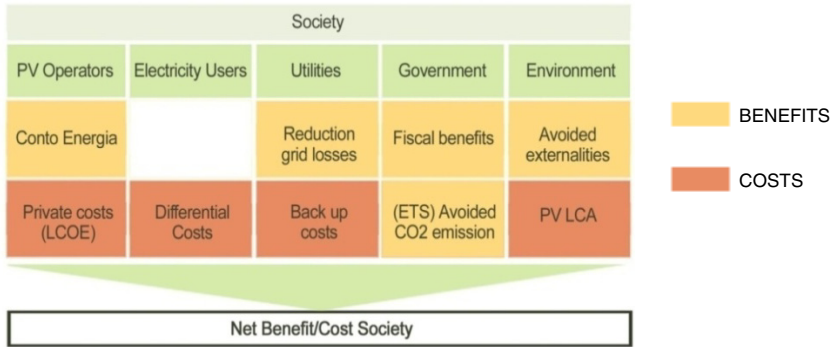 Society
PV Operators
Electricity Users
Utilities
Government
Environment
Conto Energia
Reduction
grid losses
Fiscal benefits
Avoided
externalities
Private costs
(LCOE)
Differential
Costs
Back up
costs
(ETS) Avoided
CO2 emission
PV LCA
Net Benefit/Cost Society
BENEFITS
COSTS